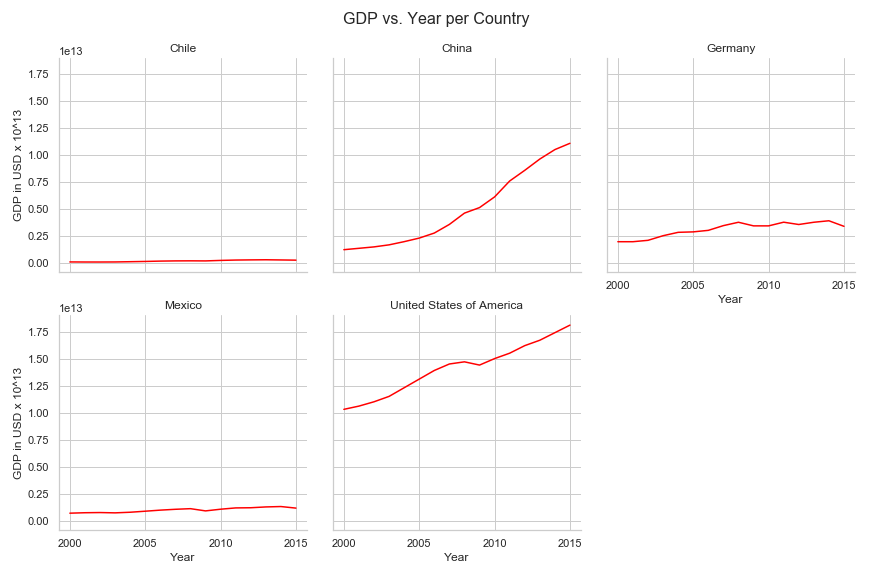 GDP vs. Year per Country
1e13
Chile
China
Germany
1.75
1.50
1.25
1.00
0.75
0.50
0.25
0.00
GDP in USD x 10^13
2000 2005 2010 2015
Year
1e13
Mexico
United States of America
1.75
1.50
1.25
1.00
0.75
0.50
0.25
0.00
GDP in USD x 10^13
2000 2005 2010 2015
Year
2000 2005 2010 2015
Year